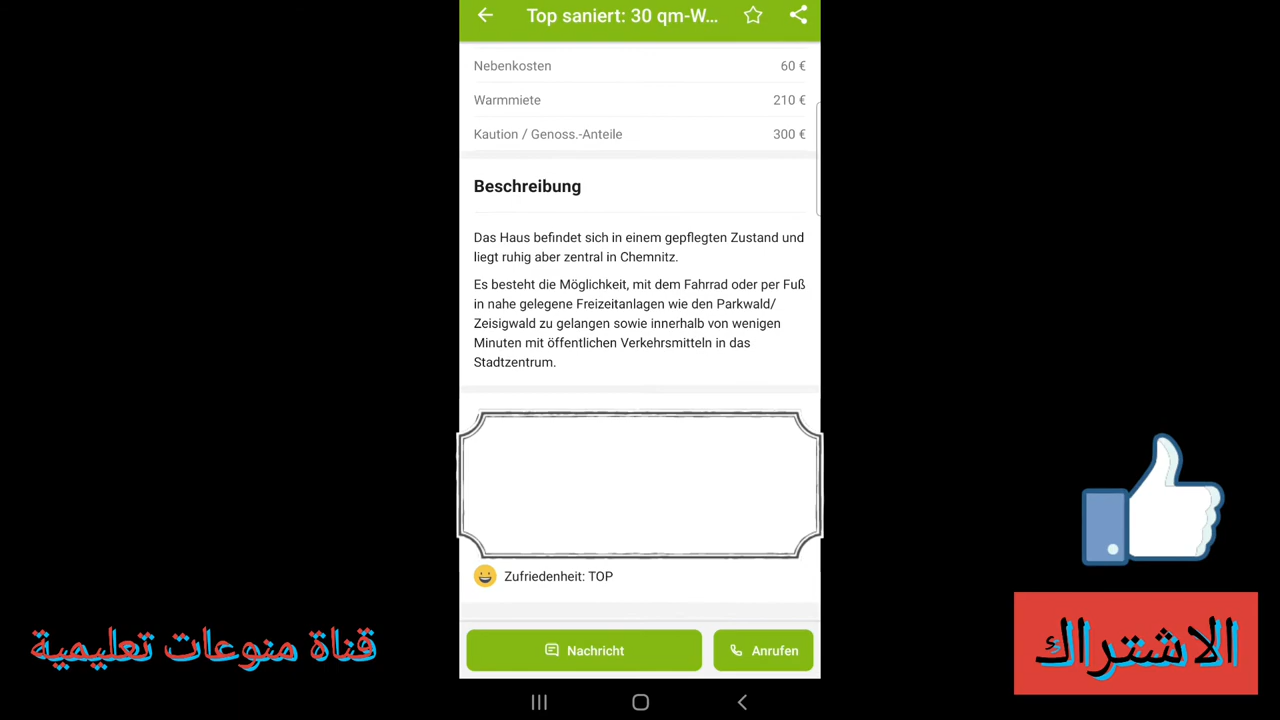 Top saniert: 30 qm-W...
Nebenkosten 60 €
Warmmiete 210 €
Kaution / Genoss.-Anteile 300 €
Beschreibung
Das Haus befindet sich in einem gepflegten Zustand und
liegt ruhig aber zentral in Chemnitz.
Es besteht die Möglichkeit, mit dem Fahrrad oder per Fuß
in nahe gelegene Freizeitanlagen wie den Parkwald/
Zeisigwald zu gelangen sowie innerhalb von wenigen
Minuten mit öffentlichen Verkehrsmitteln in das
Stadtzentrum.
Zufriedenheit: TOP
Nachricht
Anrufen
قناة منوعات تعليمية
الاشتراك